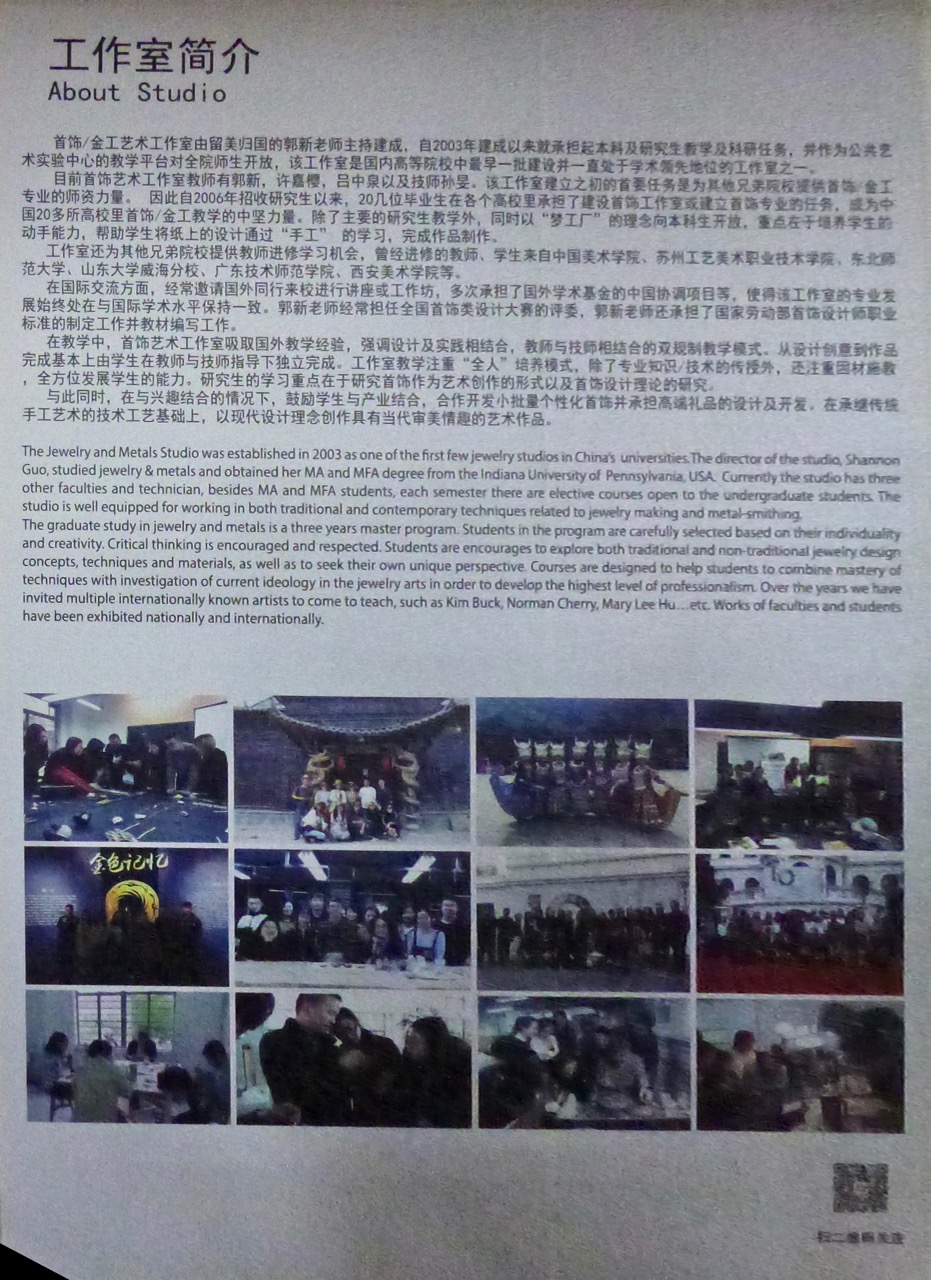 工作室简介
About Studio
首饰/金工艺术工作室由留美归国的郭新老师主持建成，自2003年建成以来就承担起本科及研究生教学及科研任务，并作为公共艺
术实验中心的教学平台对全院师生开放，该工作室是国内高等院校中最早一批建设并一直处于学术领先地位的工作室之一。
目前首饰艺术工作室教师有郭新，许嘉樱，吕中泉以及技师孙旻。该工作室建立之初的首要任务是为其他兄弟院校提供首饰/金工
专业的师资力量。 因此自2006年招收研究生以来，20几位毕业生在各个高校里承担了建设首饰工作室或建立首饰专业的任务，成为中
国20多所高校里首饰/金工教学的中坚力量。除了主要的研究生教学外，同时以“梦工厂”的理念向本科生开放，重点在于培养学生的
动手能力，帮助学生将纸上的设计通过“手工” 的学习，完成作品制作。
工作室还为其他兄弟院校提供教师进修学习机会，曾经进修的教师、学生来自中国美术学院、苏州工艺美术职业技术学院、东北师
范大学、山东大学威海分校、广东技术师范学院、西安美术学院等。
在国际交流方面，经常邀请国外同行来校进行讲座或工作坊，多次承担了国外学术基金的中国协调项目等，使得该工作室的专业发
展始终处在与国际学术水平保持一致。郭新老师经常担任全国首饰类设计大赛的评委，郭新老师还承担了国家劳动部首饰设计师职业
标准的制定工作并教材编写工作。
在教学中，首饰艺术工作室吸取国外教学经验，强调设计及实践相结合，教师与技师相结合的双规制教学模式。从设计创意到作品
完成基本上由学生在教师与技师指导下独立完成。工作室教学注重“全人”培养模式，除了专业知识/技术的传授外，还注重因材施教
，全方位发展学生的能力。研究生的学习重点在于研究首饰作为艺术创作的形式以及首饰设计理论的研究。
与此同时，在与兴趣结合的情况下，鼓励学生与产业结合，合作开发小批量个性化首饰并承担高端礼品的设计及开发。在承继传统
手工艺术的技术工艺基础上，以现代设计理念创作具有当代审美情趣的艺术作品。
The Jewelry and Metals Studio was established in 2003 as one of the first few jewelry studios in China's universities.The director of the studio, Shannon
Guo, studied jewelry & metals and obtained her MA and MFA degree from the Indiana University of Pennsylvania, USA. Currently the studio has three
other faculties and technician, besides MA and MFA students, each semester there are elective courses open to the undergraduate students. The
studio is well equipped for working in both traditional and contemporary techniques related to jewelry making and metal-smithing.
The graduate study in jewelry and metals is a three years master program. Students in the program are carefully selected based on their individuality
and creativity. Critical thinking is encouraged and respected. Students are encourages to explore both traditional and non-traditional jewelry design
concepts, techniques and materials, as well as to seek their own unique perspective. Courses are designed to help students to combine mastery of
techniques with investigation of current ideology in the jewelry arts in order to develop the highest level of professionalism. Over the years we have
invited multiple internationally known artists to come to teach, such as Kim Buck, Norman Cherry, Mary Lee Hu...etc. Works of faculties and students
have been exhibited nationally and internationally.
金色记忆
扫二维码关注